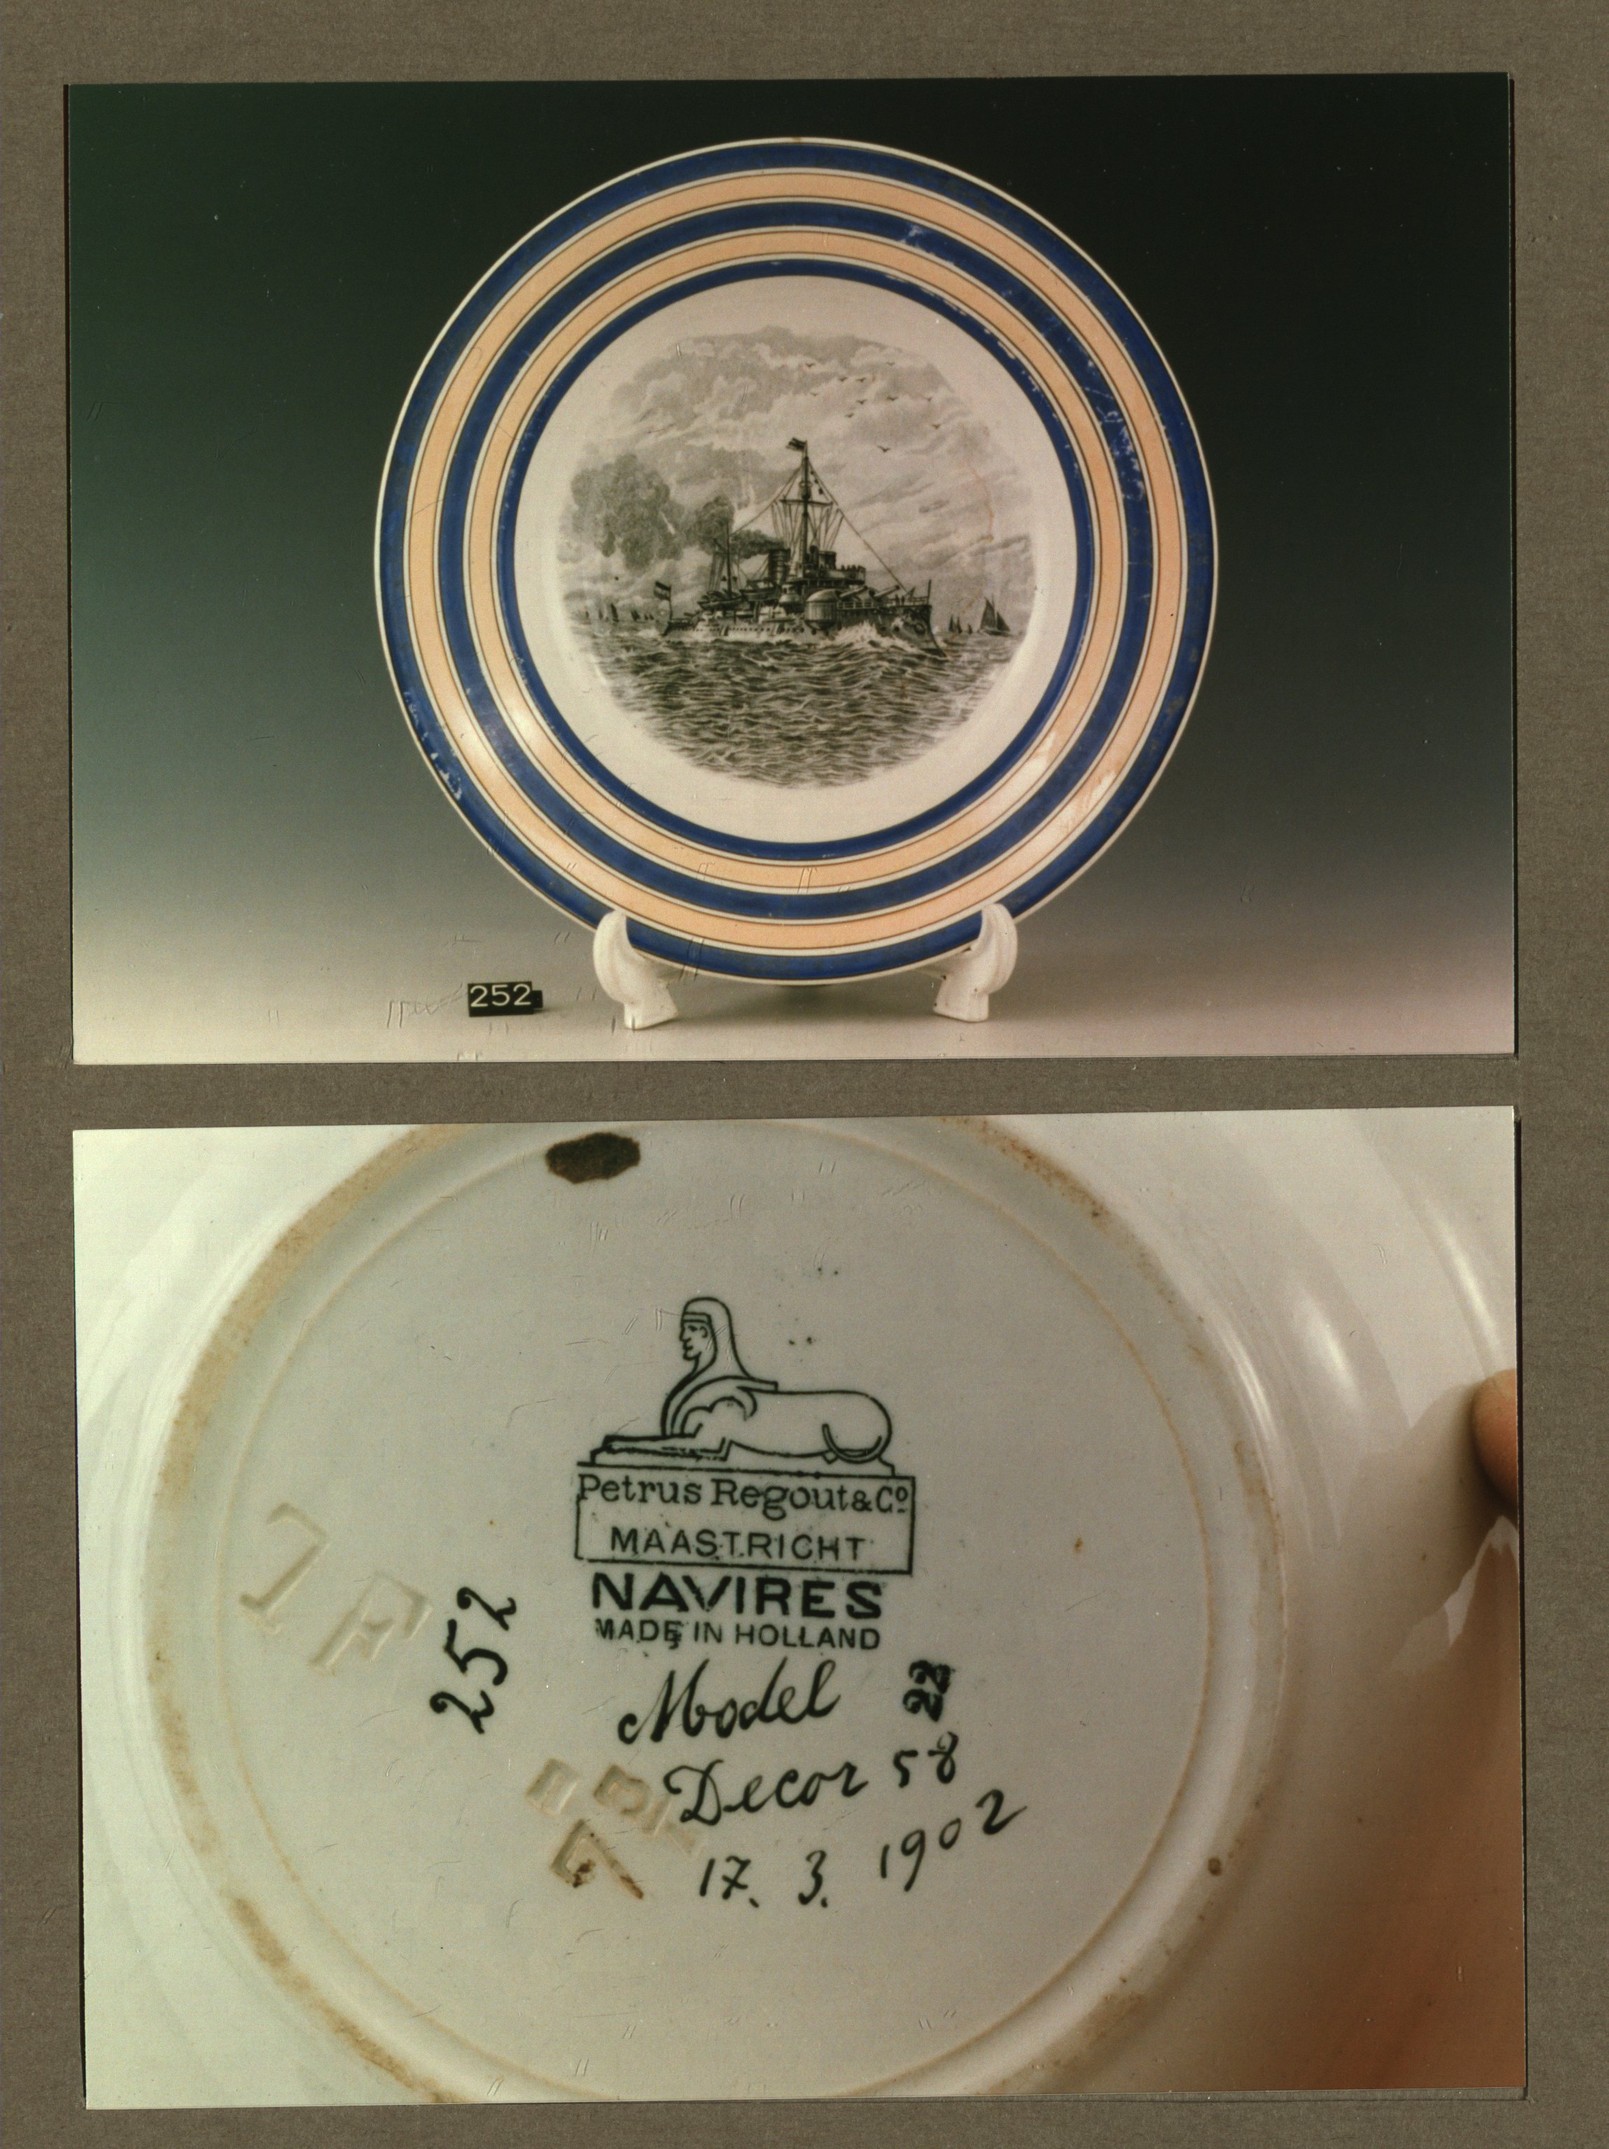 252
Petrus Regout & Co.
MAASTRICHT
NAVIRES
MADE IN HOLLAND
252
Model 22
Decor 58
17. 3. 1902